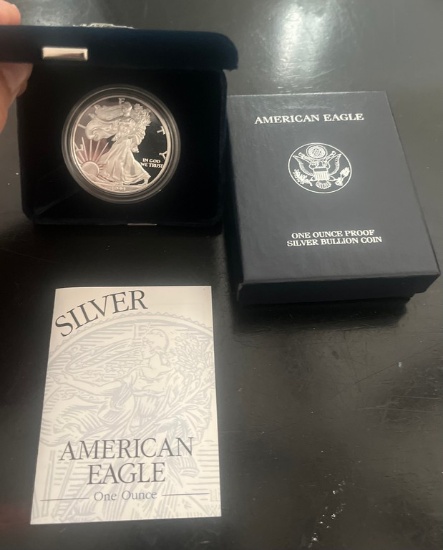 IN GOD
WE TRUST
AMERICAN EAGLE
ONE OUNCE PROOF
SILVER BULLION COIN
SILVER
AMERICAN
EAGLE
One Ounce